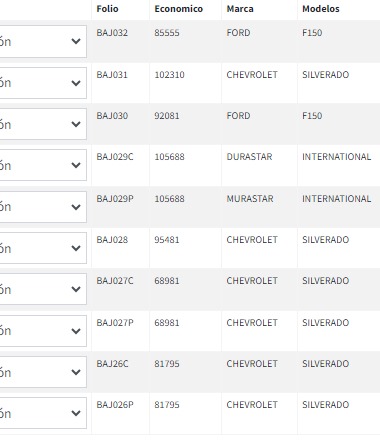 Folio Economico Marca Modelos
ón BAJ032 85555 FORD F150
ón BAJ031 102310 CHEVROLET SILVERADO
ón BAJ030 92081 FORD F150
ón BAJ029C 105688 DURASTAR INTERNATIONAL
ón BAJ029P 105688 MURASTAR INTERNATIONAL
ón BAJ028 95481 CHEVROLET SILVERADO
ón BAJ027C 68981 CHEVROLET SILVERADO
ón BAJ027P 68981 CHEVROLET SILVERADO
ón BAJ26C 81795 CHEVROLET SILVERADO
ón BAJ026P 81795 CHEVROLET SILVERADO